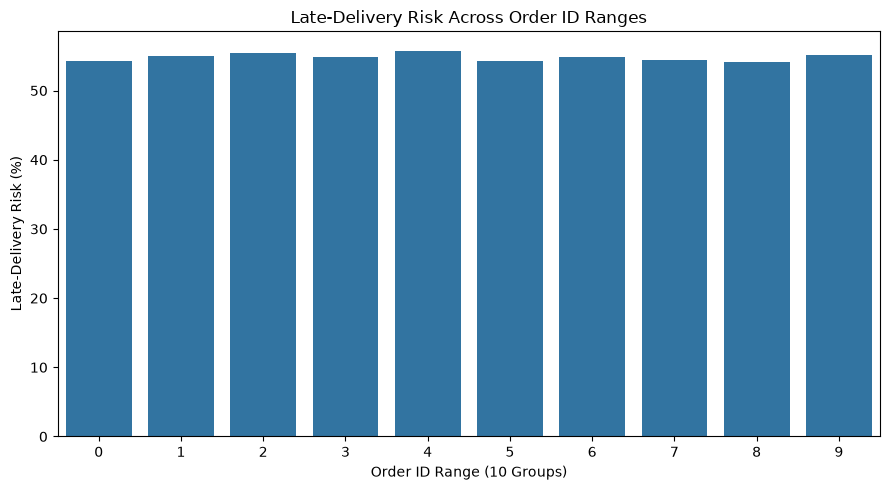 Late-Delivery Risk Across Order ID Ranges
Late-Delivery Risk (%)
50
40
30
20
10
0
0 1 2 3 4 5 6 7 8 9
Order ID Range (10 Groups)